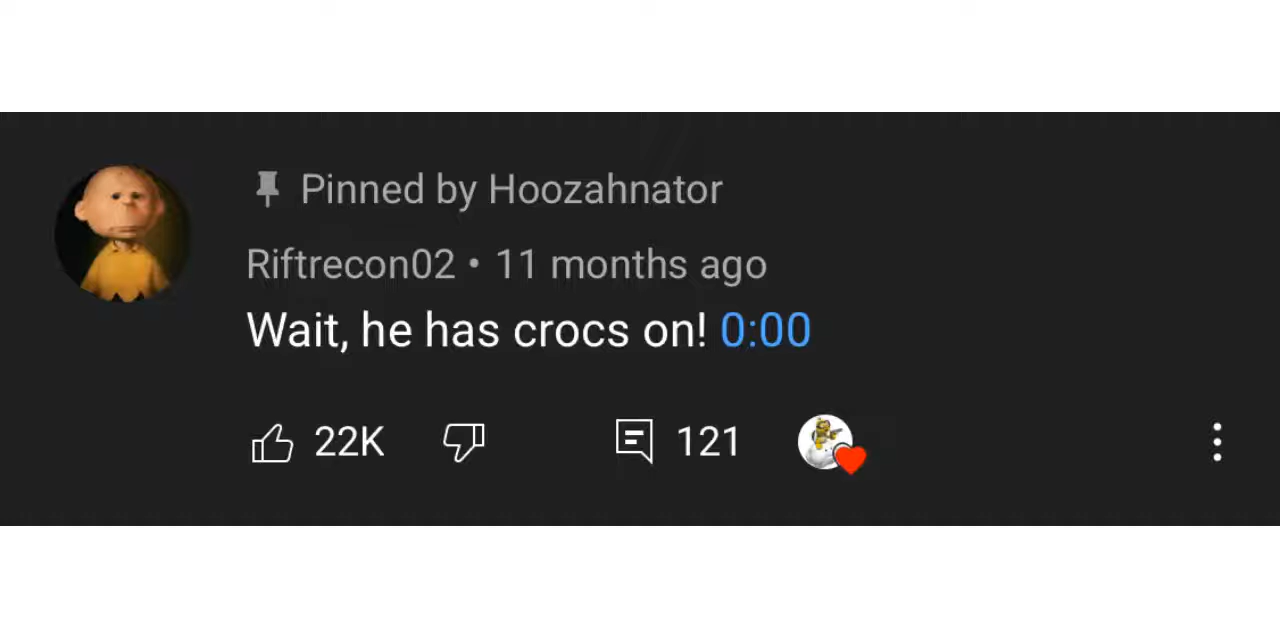 Pinned by Hoozahnator
Riftrecon02 • 11 months ago
Wait, he has crocs on! 0:00
22K 121